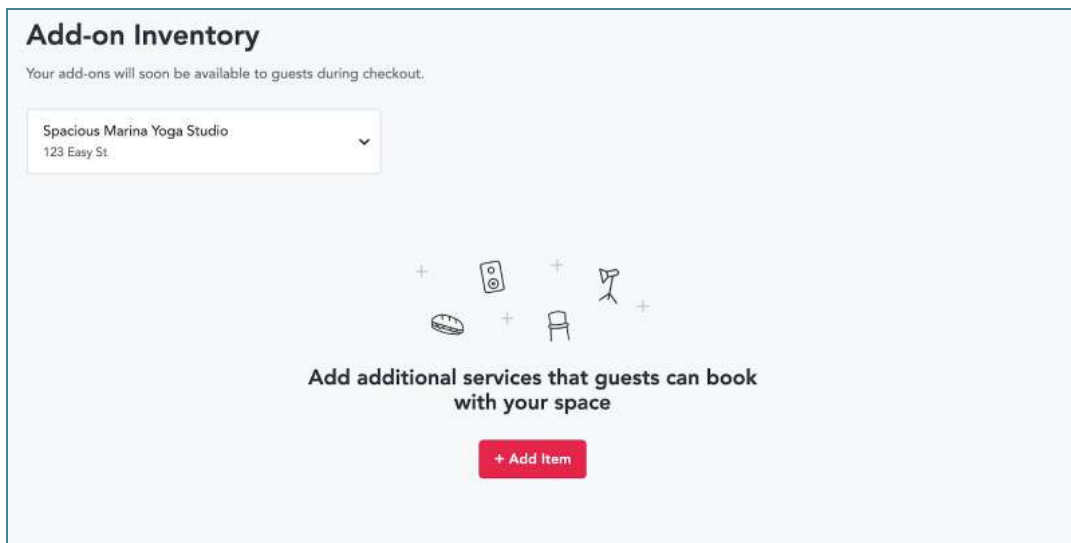 Add-on Inventory
Your add-ons will soon be available to guests during checkout.
Spacious Marina Yoga Studio
123 Easy St
Add additional services that guests can book
with your space
+ Add Item